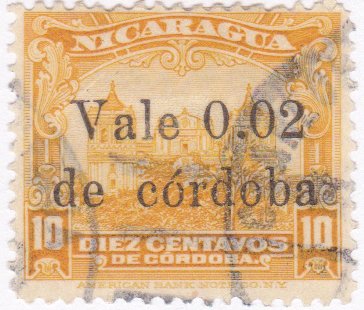 NICARAGUA
Vale 0.02
de córdoba
10 DIEZ CENTAVOS 10
DE CÓRDOBA.
AMERICAN BANK NOTE CO. N.Y.